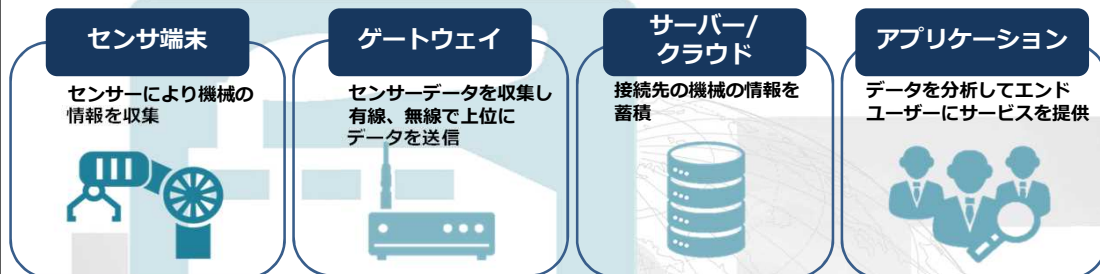 センサ端末
センサーにより機械の
情報を収集
ゲートウェイ
センサーデータを収集し
有線、無線で上位に
データを送信
サーバー/
クラウド
接続先の機械の情報を
蓄積
アプリケーション
データを分析してエンド
ユーザーにサービスを提供